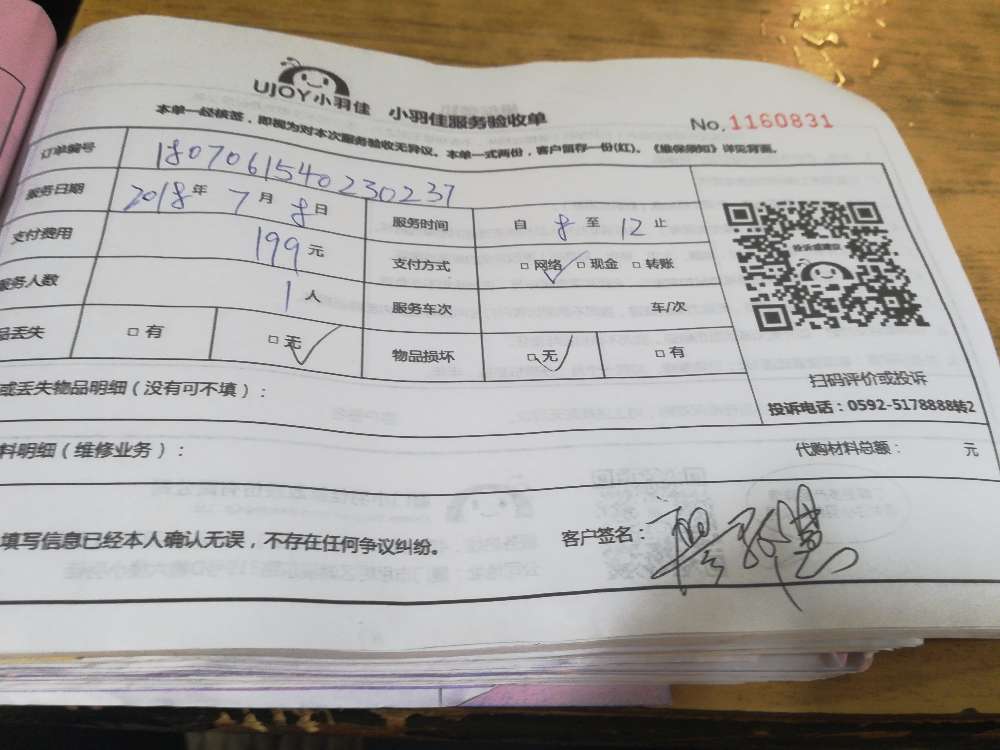 UJOY小羽佳 小羽佳服务验收单
No.1160831
本单一经核签，即视为对本次服务验收无异议。本单一式两份，客户留存一份(红)。《维保须知》详见背面。
订单编号 180706154023023​7
服务日期 2018年7月8日 服务时间 自8至12止
支付费用 199元 支付方式 □网络 □现金 □转账
服务人数 1人 服务车次 车/次
品丢失 □有 □无 物品损坏 □无 □有
扫码评价或投诉
投诉电话：0592-5178888转2
或丢失物品明细（没有可不填）：
料明细（维修业务）： 代购材料总额： 元
填写信息已经本人确认无误，不存在任何争议纠纷。 客户签名：